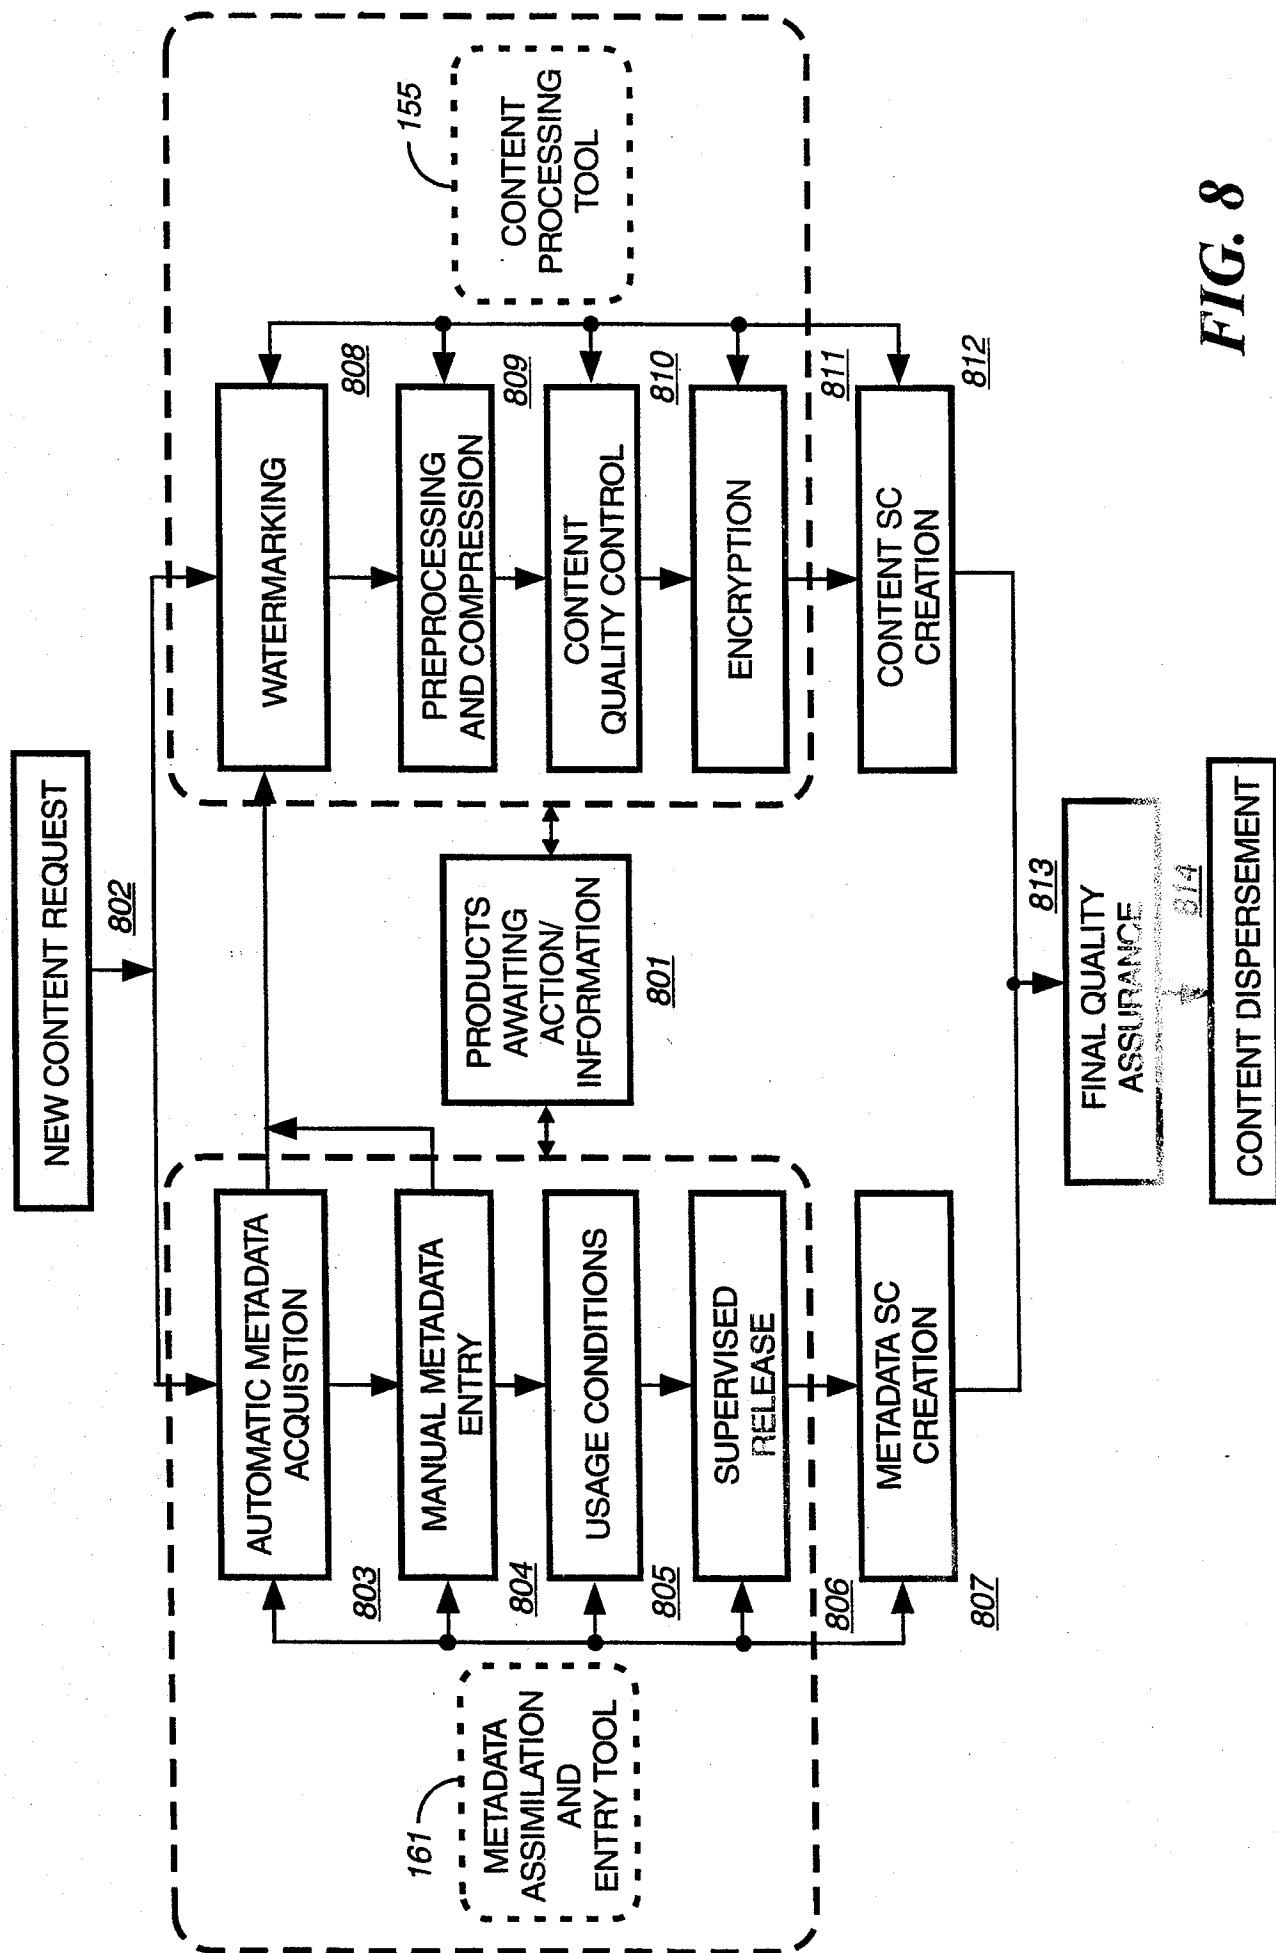 NEW CONTENT REQUEST
802
AUTOMATIC METADATA
ACQUISTION
803
MANUAL METADATA
ENTRY
804
USAGE CONDITIONS
805
SUPERVISED
RELEASE
806
METADATA SC
CREATION
807
161
METADATA
ASSIMILATION
AND
ENTRY TOOL
PRODUCTS
AWAITING
ACTION/
INFORMATION
801
WATERMARKING
808
PREPROCESSING
AND COMPRESSION
809
CONTENT
QUALITY CONTROL
810
ENCRYPTION
811
CONTENT SC
CREATION
812
155
CONTENT
PROCESSING
TOOL
FINAL QUALITY
ASSURANCE
813
CONTENT DISPERSEMENT
814
FIG. 8